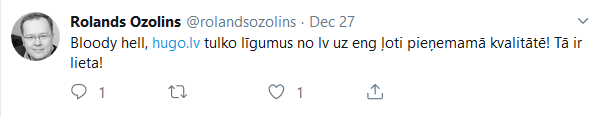 Rolands Ozolins @rolandsozolins · Dec 27
Bloody hell, hugo.lv tulko līgumus no lv uz eng ļoti pieņemamā kvalitātē! Tā ir
lieta!
1 1